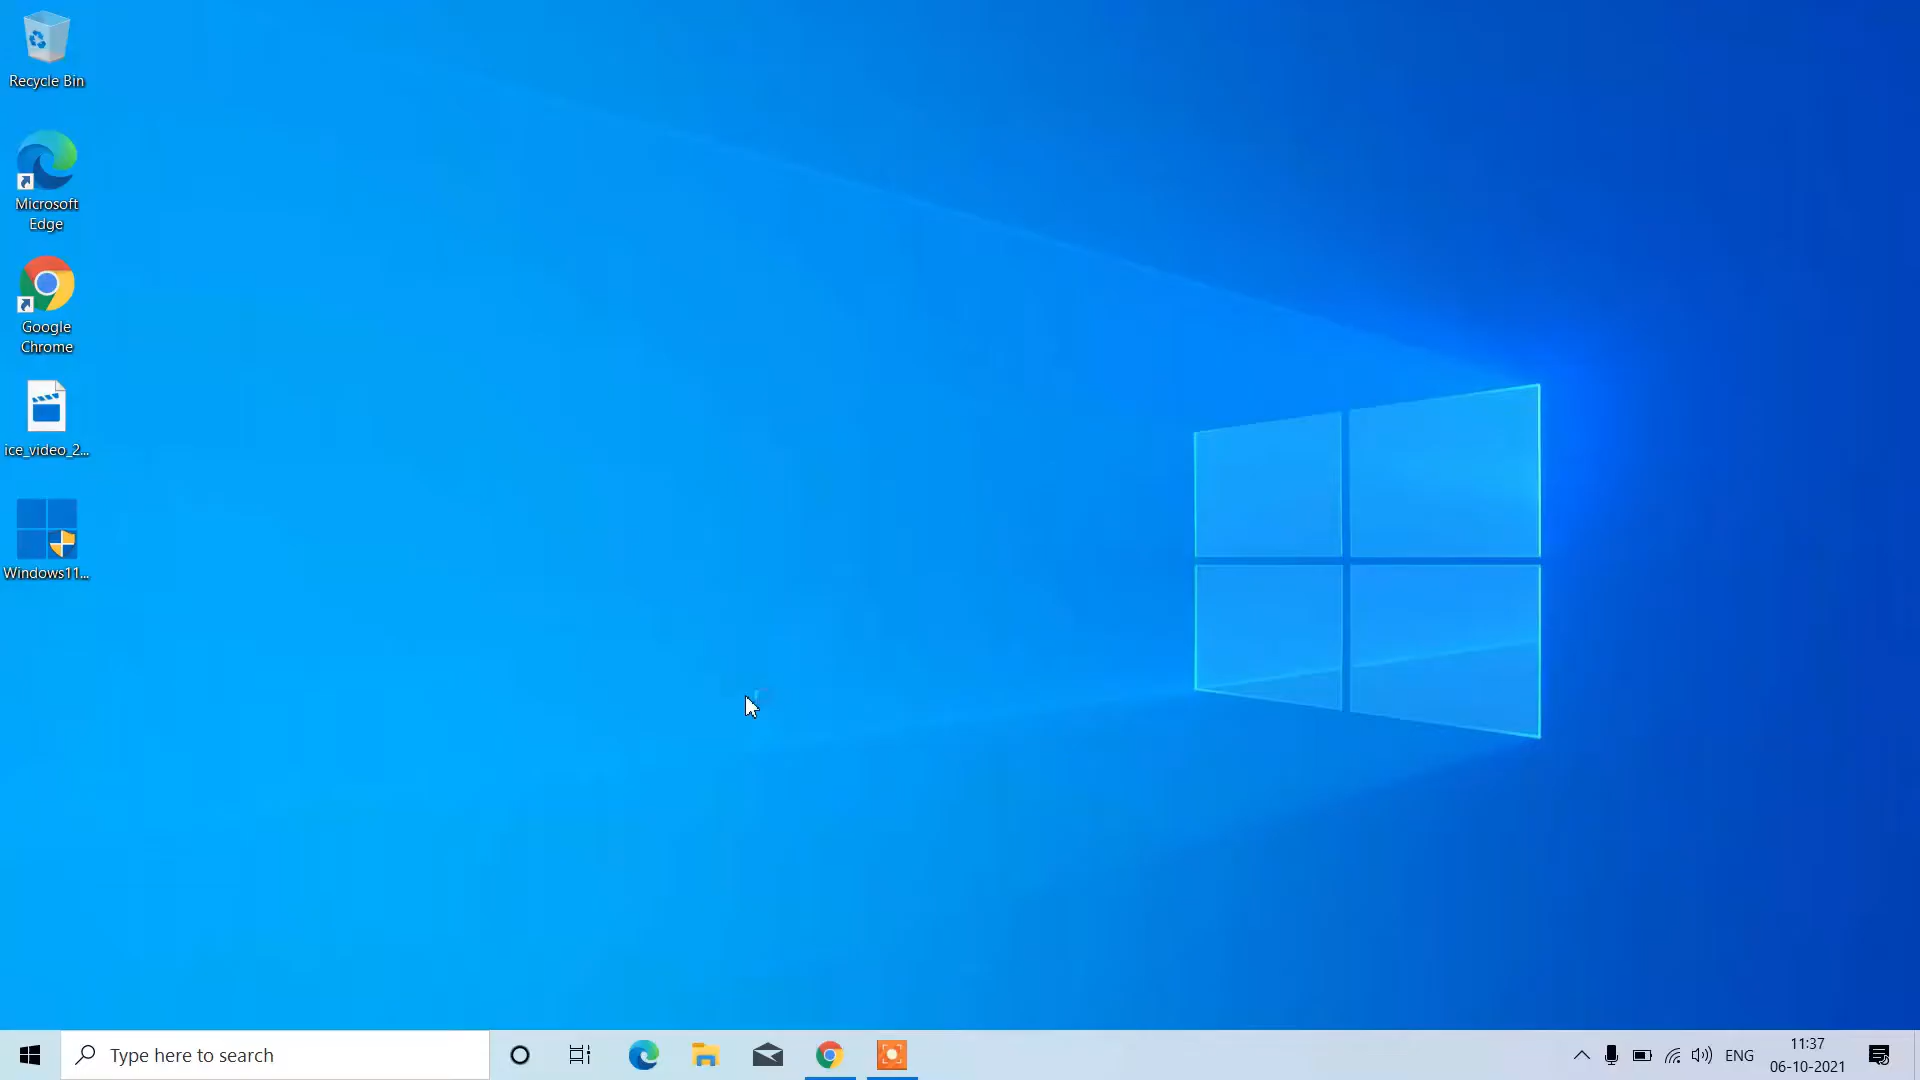 Recycle Bin
Microsoft
Edge
Google
Chrome
ice_video_2...
Windows11...
Type here to search
ENG
11:37
06-10-2021